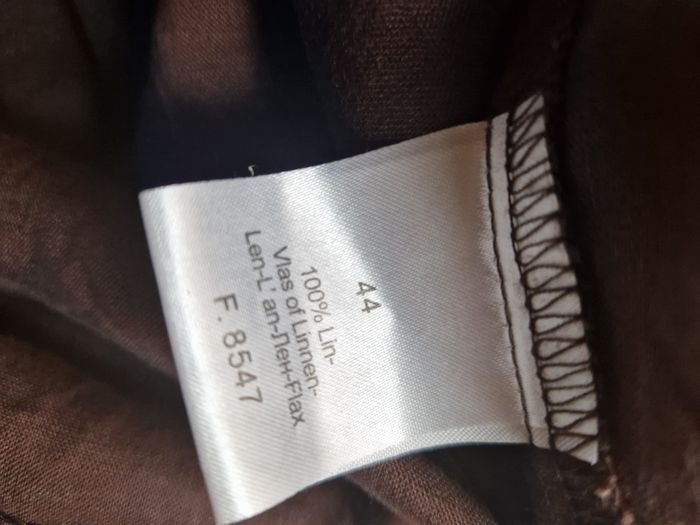 44
100% Lin-
Vlas of Linnen-
Len-L' an-Лен-Flax
F. 8547